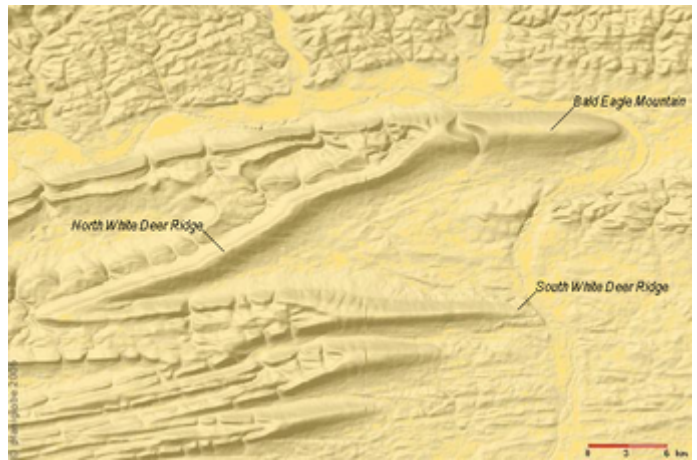 Bald Eagle Mountain
North White Deer Ridge
South White Deer Ridge
0 3 6 km